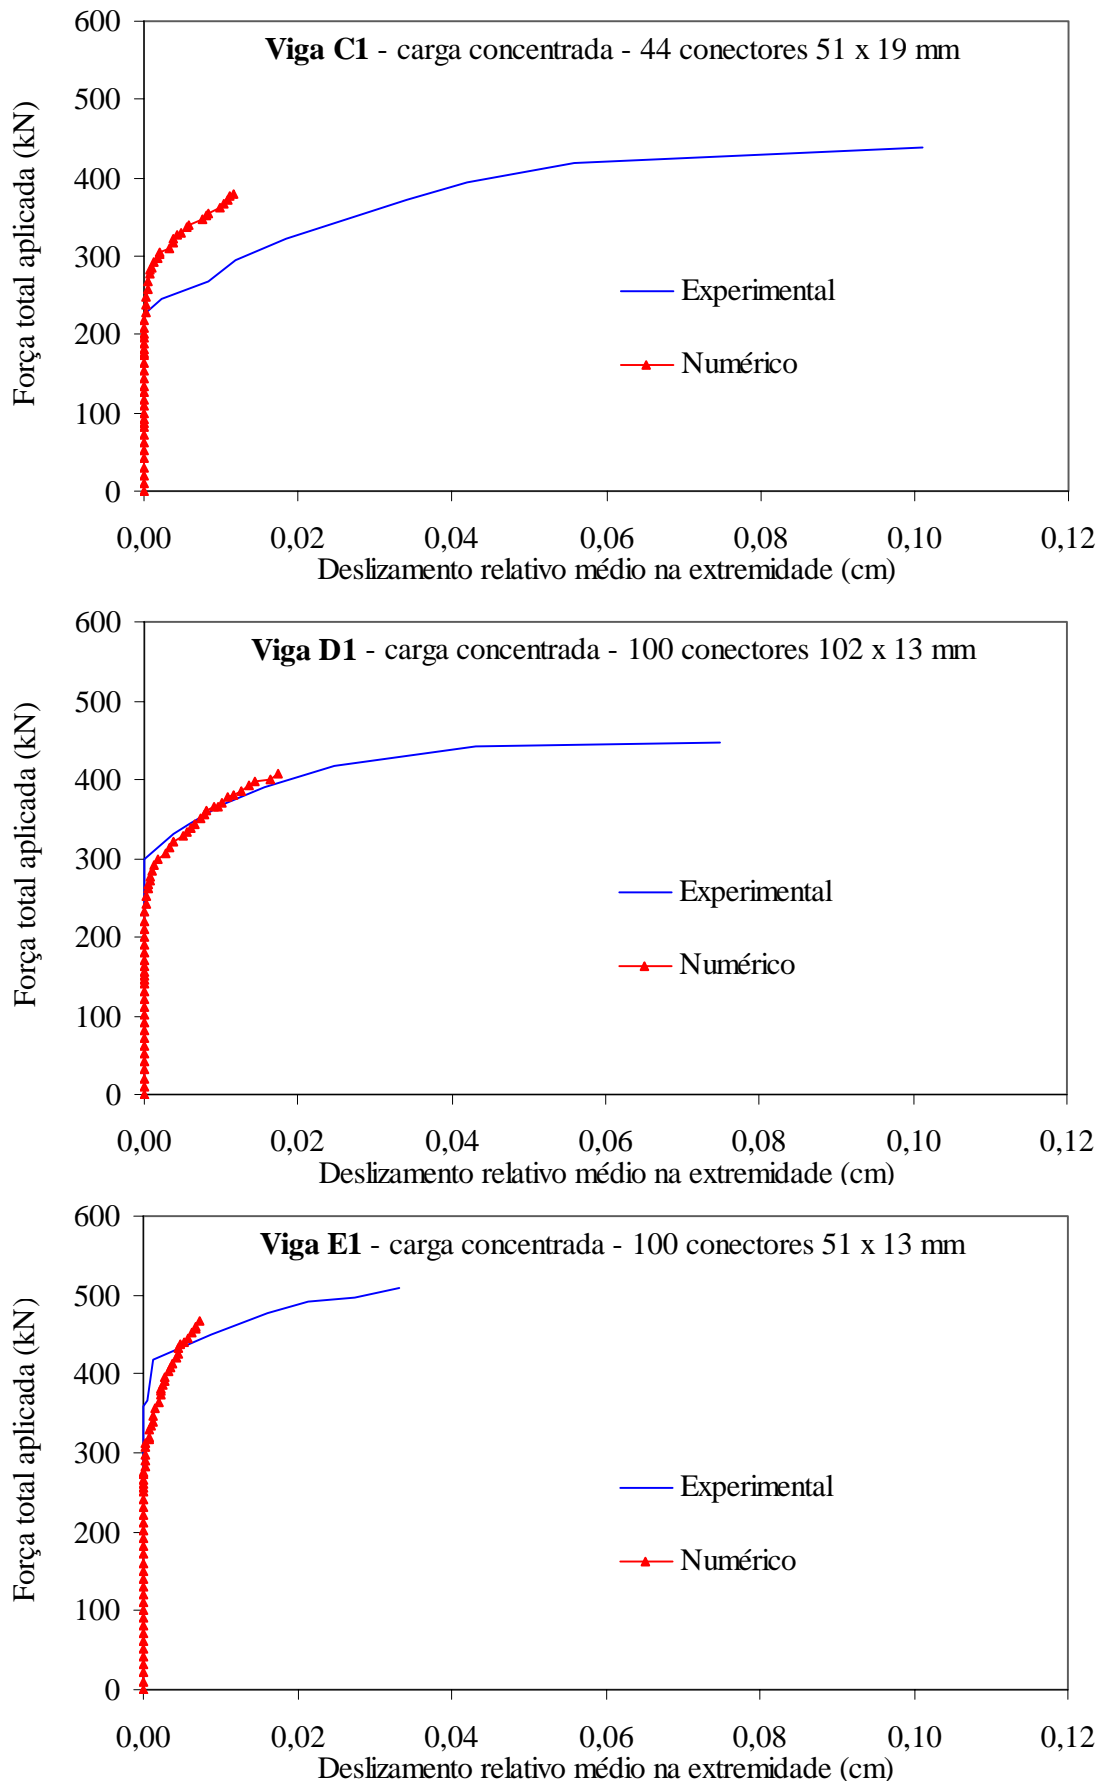 Viga C1 - carga concentrada - 44 conectores 51 x 19 mm
Força total aplicada (kN)
600
500
400
300
200
100
0
Experimental
Numérico
0,00 0,02 0,04 0,06 0,08 0,10 0,12
Deslizamento relativo médio na extremidade (cm)
Viga D1 - carga concentrada - 100 conectores 102 x 13 mm
Força total aplicada (kN)
600
500
400
300
200
100
0
Experimental
Numérico
0,00 0,02 0,04 0,06 0,08 0,10 0,12
Deslizamento relativo médio na extremidade (cm)
Viga E1 - carga concentrada - 100 conectores 51 x 13 mm
Força total aplicada (kN)
600
500
400
300
200
100
0
Experimental
Numérico
0,00 0,02 0,04 0,06 0,08 0,10 0,12
Deslizamento relativo médio na extremidade (cm)